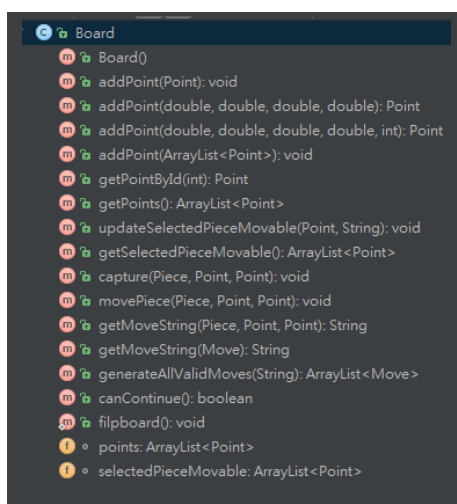 Board
Board()
addPoint(Point): void
addPoint(double, double, double, double): Point
addPoint(double, double, double, double, int): Point
addPoint(ArrayList<Point>): void
getPointById(int): Point
getPoints(): ArrayList<Point>
updateSelectedPieceMovable(Point, String): void
getSelectedPieceMovable(): ArrayList<Point>
capture(Piece, Point, Point): void
movePiece(Piece, Point, Point): void
getMoveString(Piece, Point, Point): String
getMoveString(Move): String
generateAllValidMoves(String): ArrayList<Move>
canContinue(): boolean
filpboard(): void
points: ArrayList<Point>
selectedPieceMovable: ArrayList<Point>